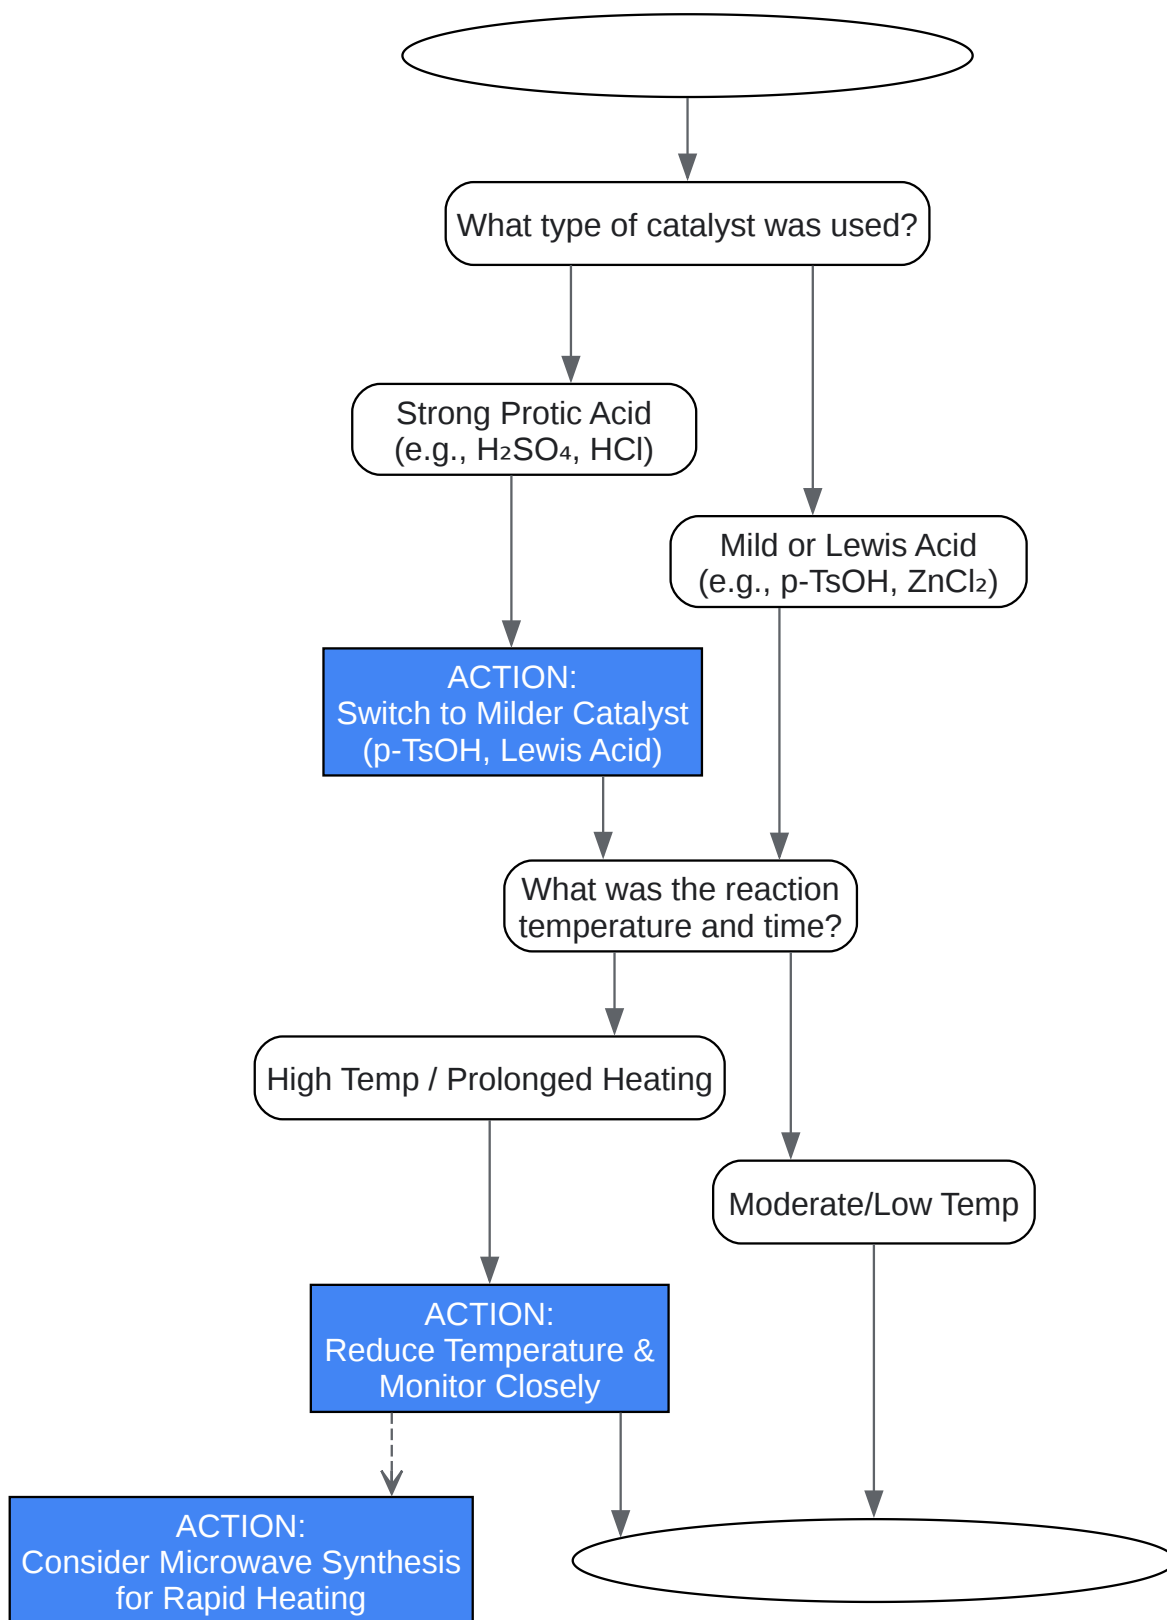 What type of catalyst was used?
Strong Protic Acid
(e.g., H₂SO₄, HCl)
Mild or Lewis Acid
(e.g., p-TsOH, ZnCl₂)
ACTION:
Switch to Milder Catalyst
(p-TsOH, Lewis Acid)
What was the reaction
temperature and time?
High Temp / Prolonged Heating
Moderate/Low Temp
ACTION:
Reduce Temperature &
Monitor Closely
ACTION:
Consider Microwave Synthesis
for Rapid Heating